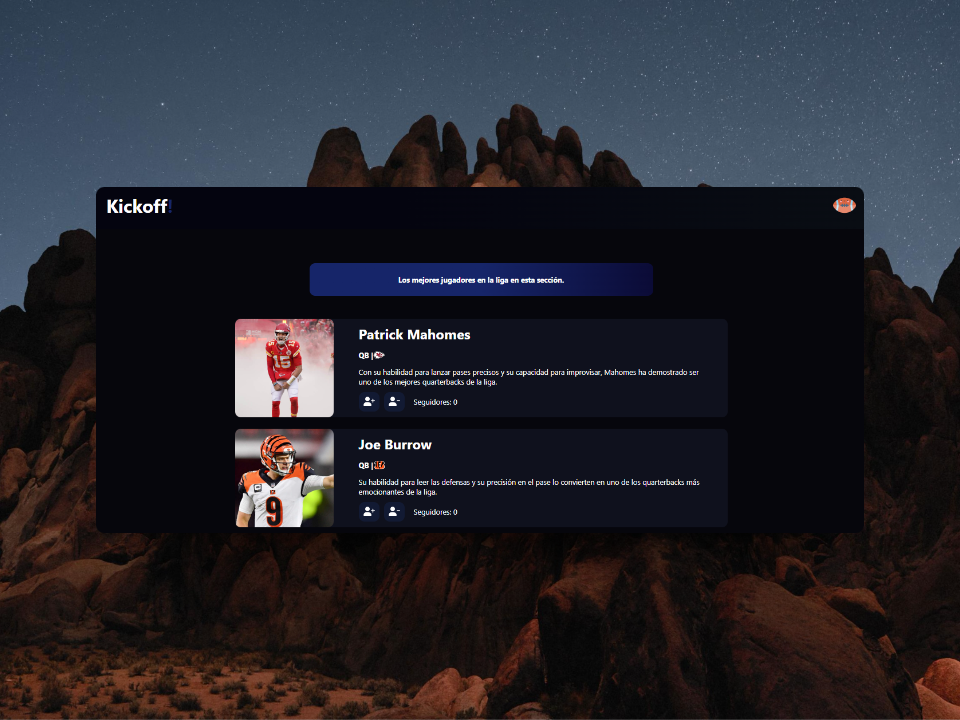 Kickoff!
Los mejores jugadores en la liga en esta sección.
Patrick Mahomes
QB |
Con su habilidad para lanzar pases precisos y su capacidad para improvisar, Mahomes ha demostrado ser
uno de los mejores quarterbacks de la liga.
Seguidores: 0
15
Joe Burrow
QB |
Su habilidad para leer las defensas y su precisión en el pase lo convierten en uno de los quarterbacks más
emocionantes de la liga.
Seguidores: 0
9